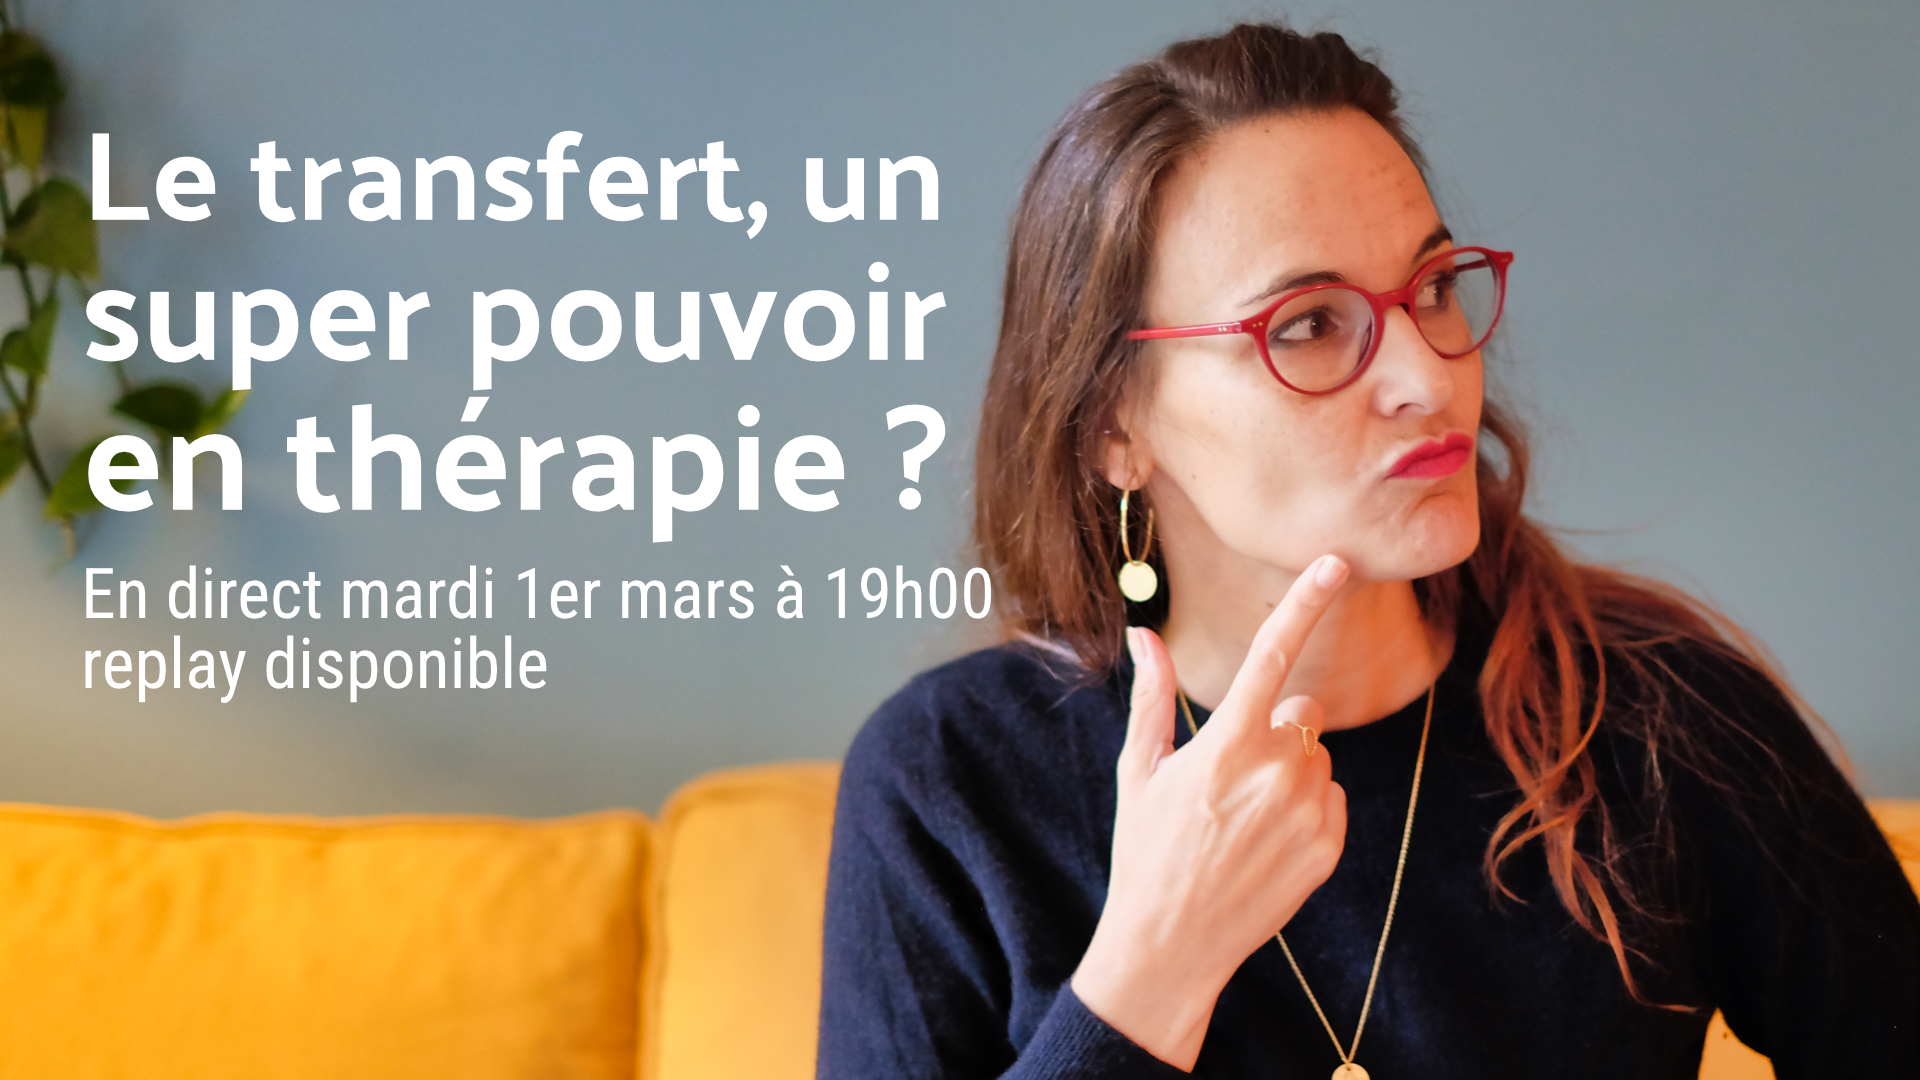 Le transfert, un
super pouvoir
en thérapie ?
En direct mardi 1er mars à 19h00
replay disponible